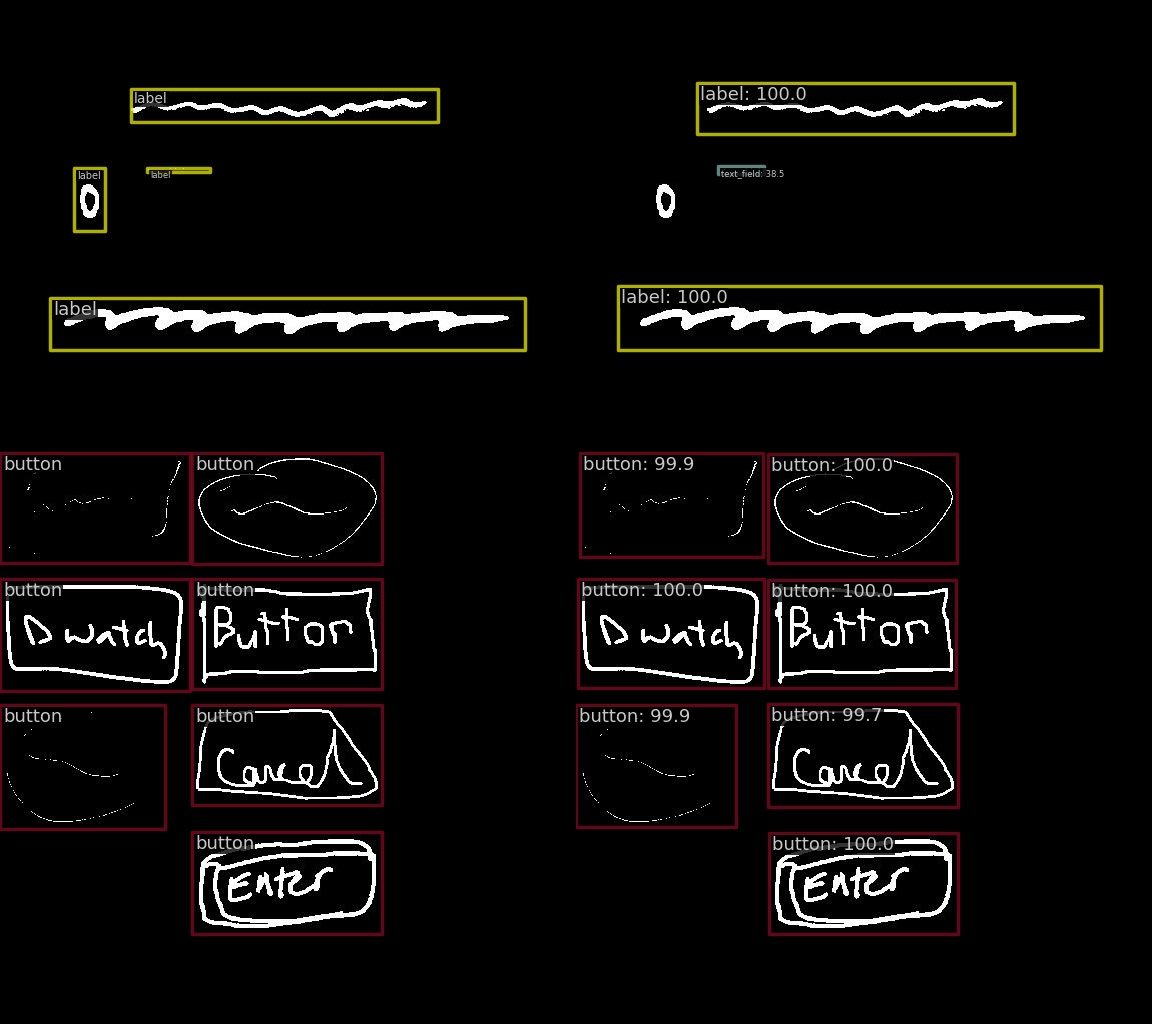 label label: 100.0
label label text_field: 38.5
0 0
label label: 100.0
button button button: 99.9 button: 100.0
button button button: 100.0 button: 100.0
D watch Button D watch Button
button button button: 99.9 button: 99.7
Cancel Cancel
button button: 100.0
Enter Enter